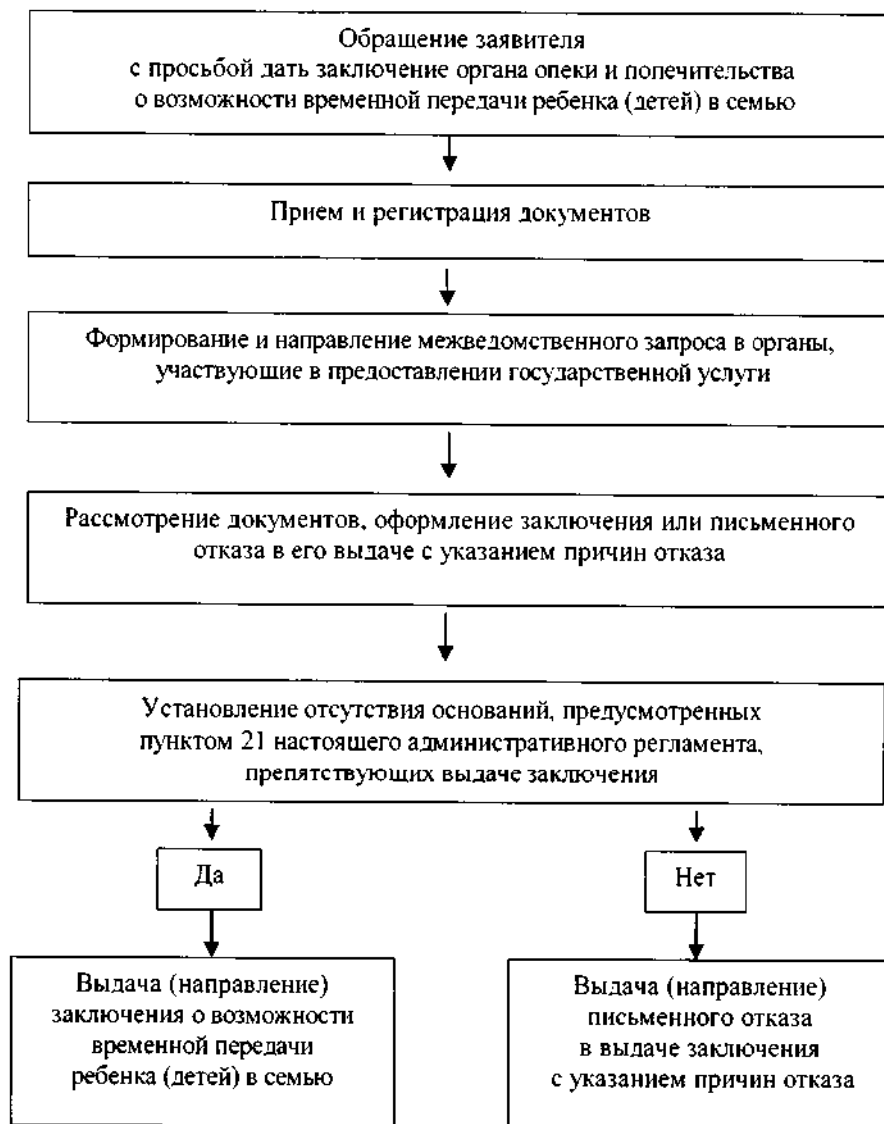 Обращение заявителя
с просьбой дать заключение органа опеки и попечительства
о возможности временной передачи ребенка (детей) в семью
Прием и регистрация документов
Формирование и направление межведомственного запроса в органы,
участвующие в предоставлении государственной услуги
Рассмотрение документов, оформление заключения или письменного
отказа в его выдаче с указанием причин отказа
Установление отсутствия оснований, предусмотренных
пунктом 21 настоящего административного регламента,
препятствующих выдаче заключения
Да
Нет
Выдача (направление)
заключения о возможности
временной передачи
ребенка (детей) в семью
Выдача (направление)
письменного отказа
в выдаче заключения
с указанием причин отказа